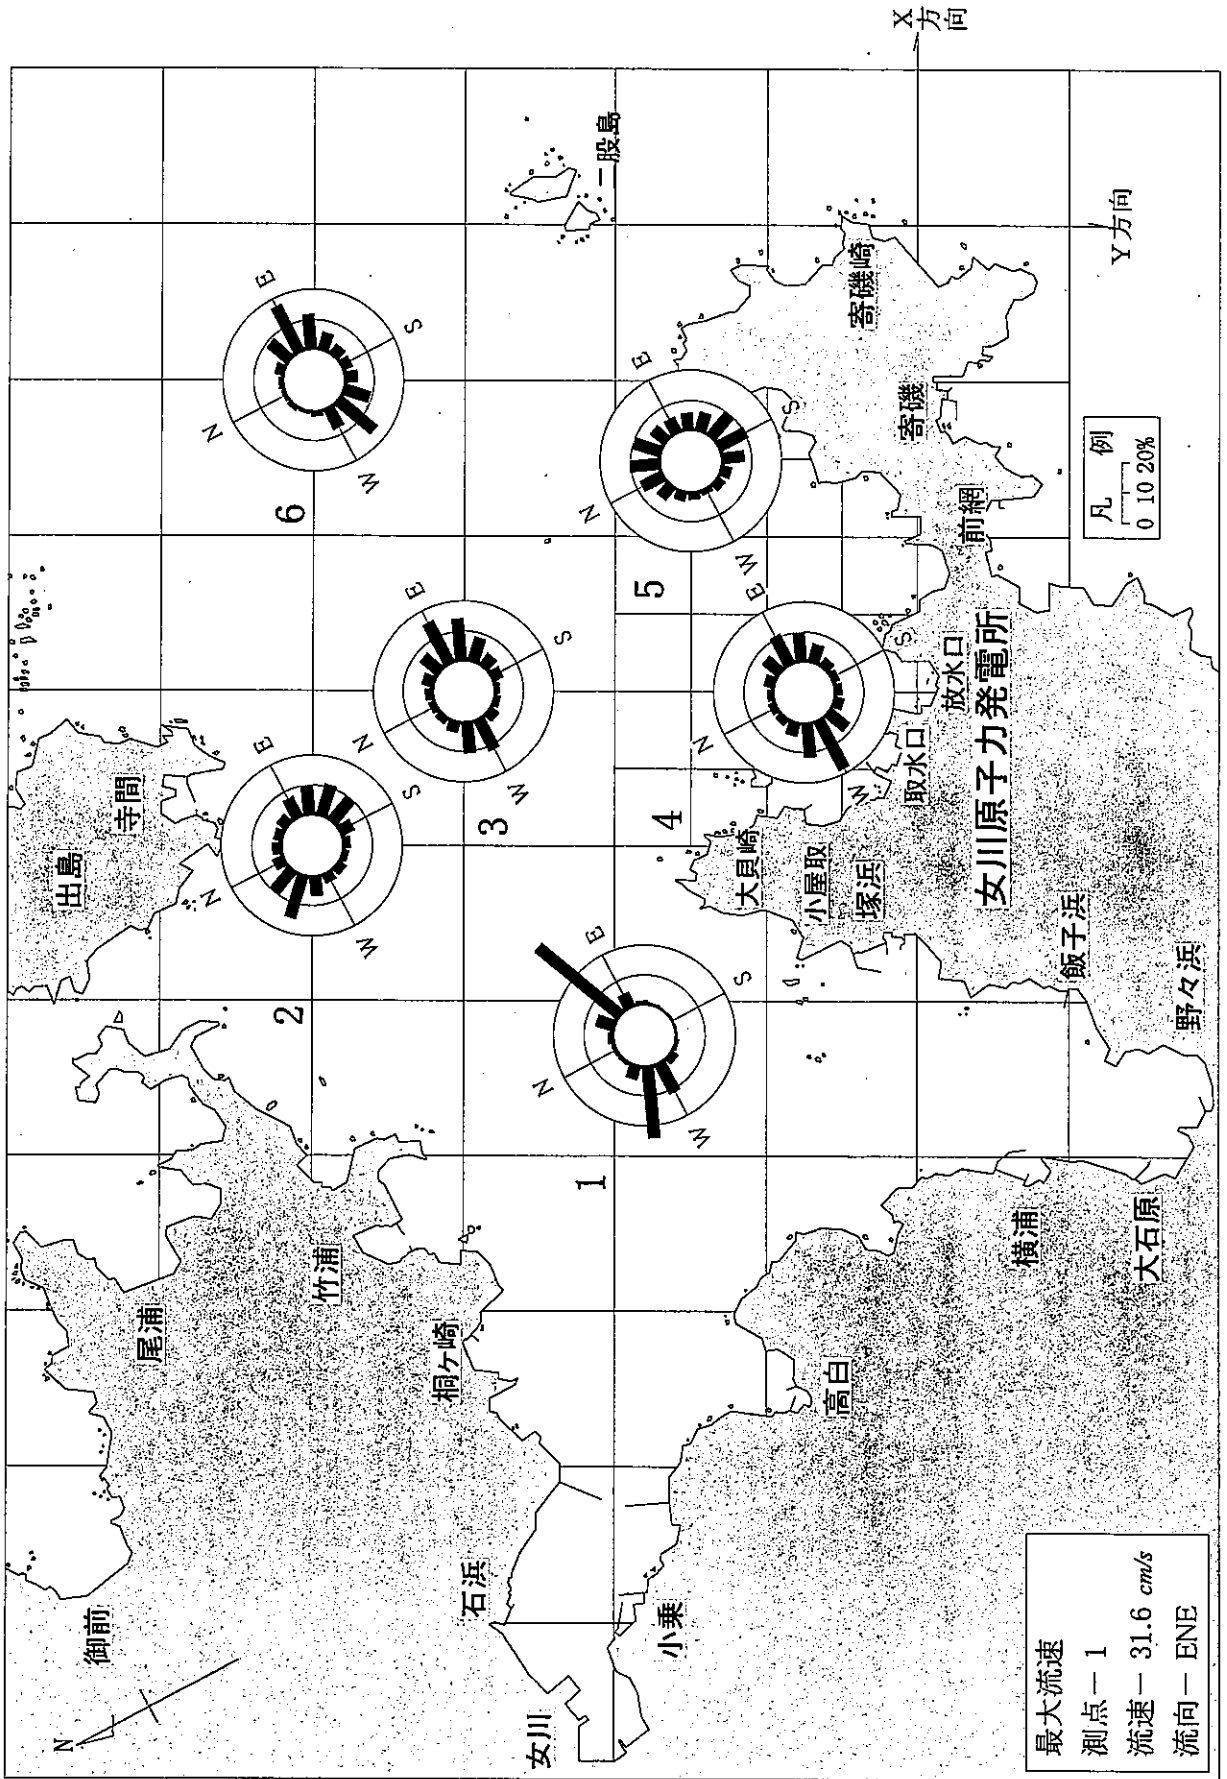 X方向
Y方向
二股島
寄磯崎
寄磯
前網
凡例
0 10 20%
出島
寺間
放水口
取水口
女川原子力発電所
大貝崎
小屋取
塚浜
飯子浜
野々浜
尾浦
竹浦
桐ケ崎
横浦
大石原
高白
御前
石浜
小乗
女川
N
1
N
E
S
W
2
N
E
S
W
3
N
E
S
W
4
N
E
S
W
5
N
E
S
W
6
N
E
S
W
最大流速
測点－1
流速－31.6 cm/s
流向－ENE